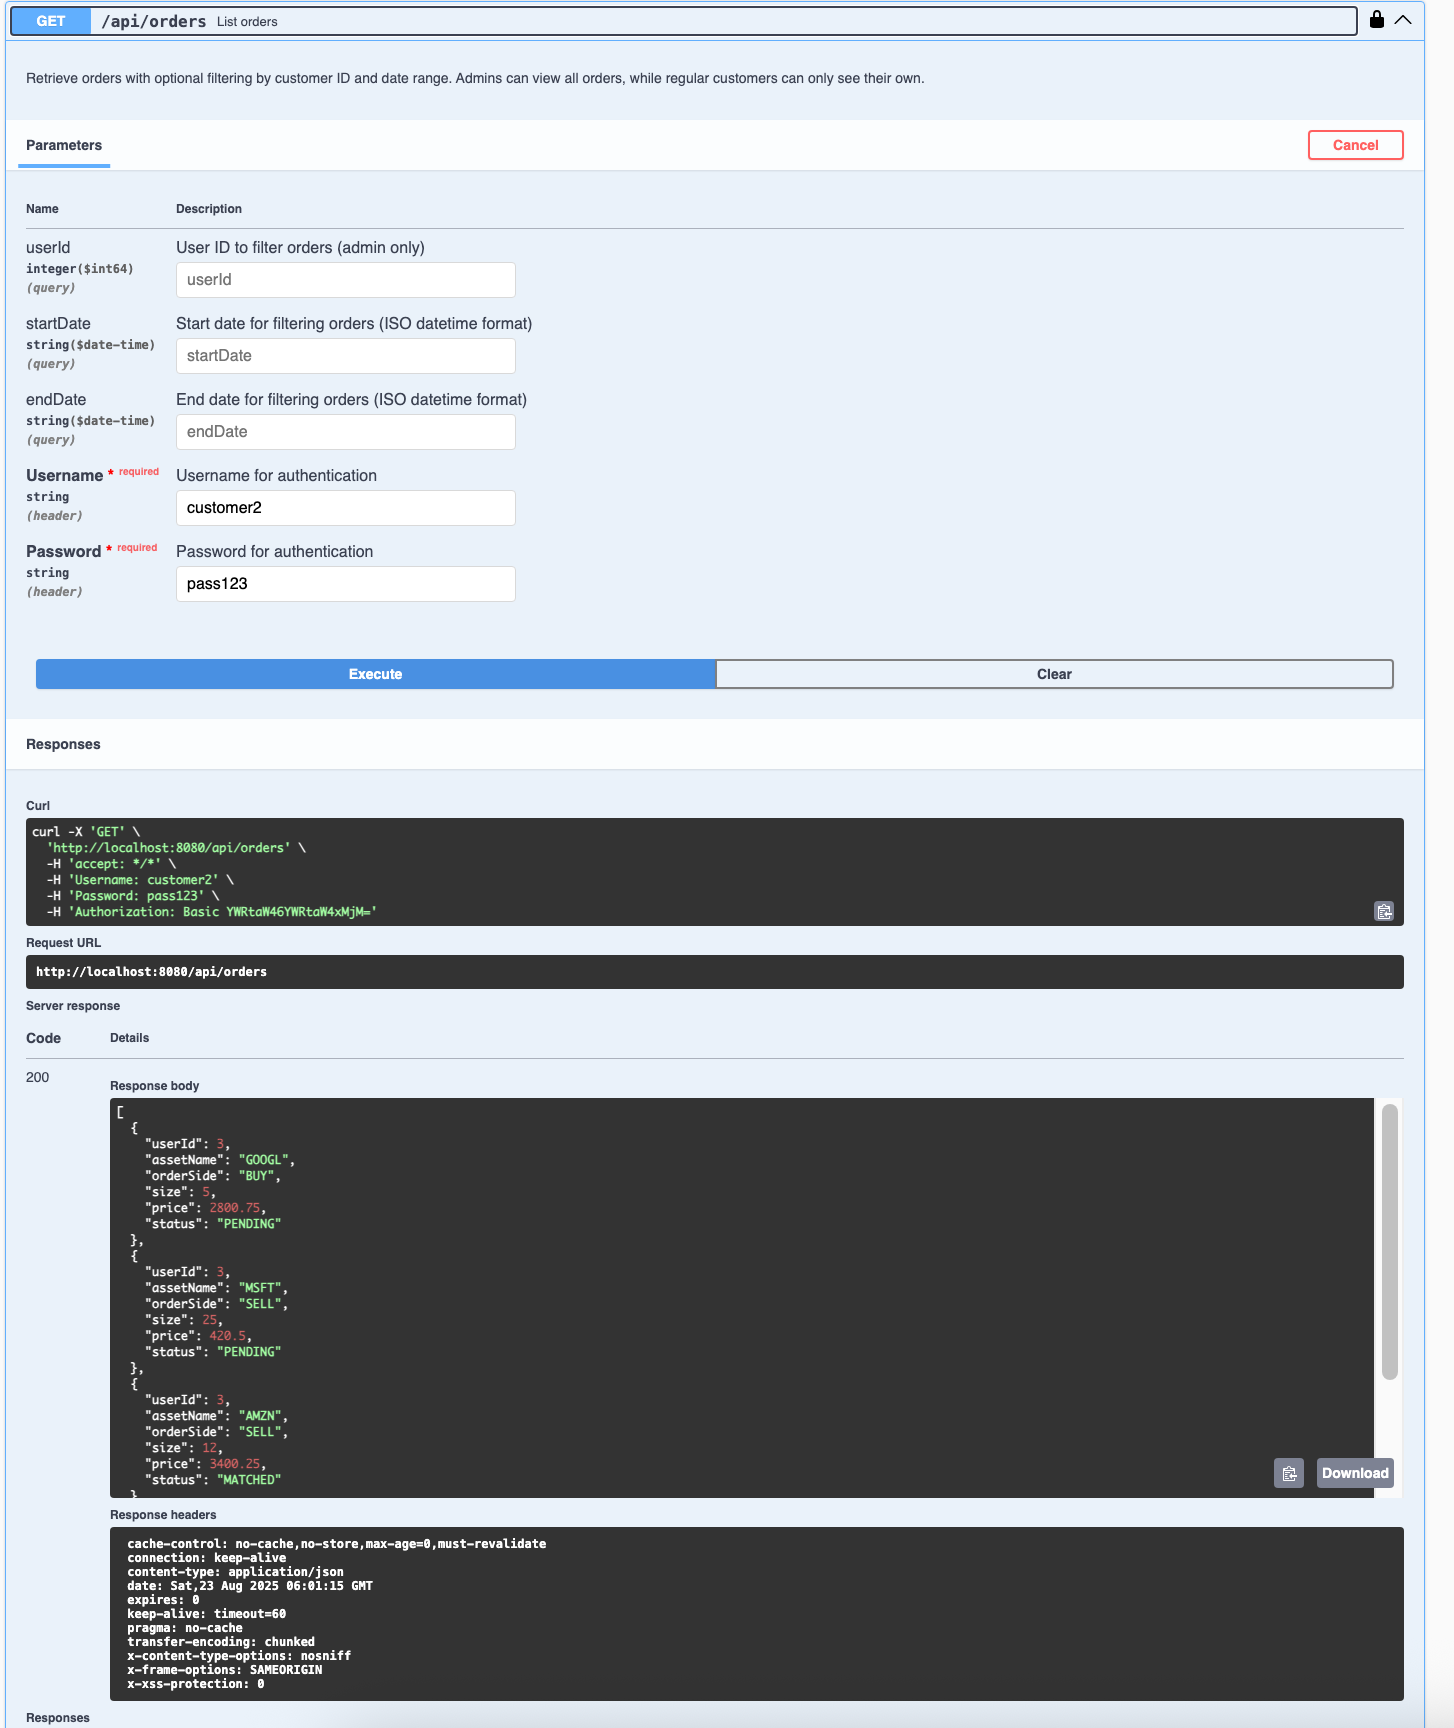 GET /api/orders List orders
Retrieve orders with optional filtering by customer ID and date range. Admins can view all orders, while regular customers can only see their own.
Parameters
Cancel
Name Description
userId User ID to filter orders (admin only)
integer($int64)
(query)
userId
startDate Start date for filtering orders (ISO datetime format)
string($date-time)
(query)
startDate
endDate End date for filtering orders (ISO datetime format)
string($date-time)
(query)
endDate
Username * required Username for authentication
string
(header)
customer2
Password * required Password for authentication
string
(header)
pass123
Execute
Clear
Responses
Curl
curl -X 'GET' \
'http://localhost:8080/api/orders' \
-H 'accept: */*' \
-H 'Username: customer2' \
-H 'Password: pass123' \
-H 'Authorization: Basic YWRtaW46YWRtaW4xMjM='
Request URL
http://localhost:8080/api/orders
Server response
Code Details
200
Response body
[
{
"userId": 3,
"assetName": "GOOGL",
"orderSide": "BUY",
"size": 5,
"price": 2800.75,
"status": "PENDING"
},
{
"userId": 3,
"assetName": "MSFT",
"orderSide": "SELL",
"size": 25,
"price": 420.5,
"status": "PENDING"
},
{
"userId": 3,
"assetName": "AMZN",
"orderSide": "SELL",
"size": 12,
"price": 3400.25,
"status": "MATCHED"
}
Download
Response headers
cache-control: no-cache,no-store,max-age=0,must-revalidate
connection: keep-alive
content-type: application/json
date: Sat,23 Aug 2025 06:01:15 GMT
expires: 0
keep-alive: timeout=60
pragma: no-cache
transfer-encoding: chunked
x-content-type-options: nosniff
x-frame-options: SAMEORIGIN
x-xss-protection: 0
Responses